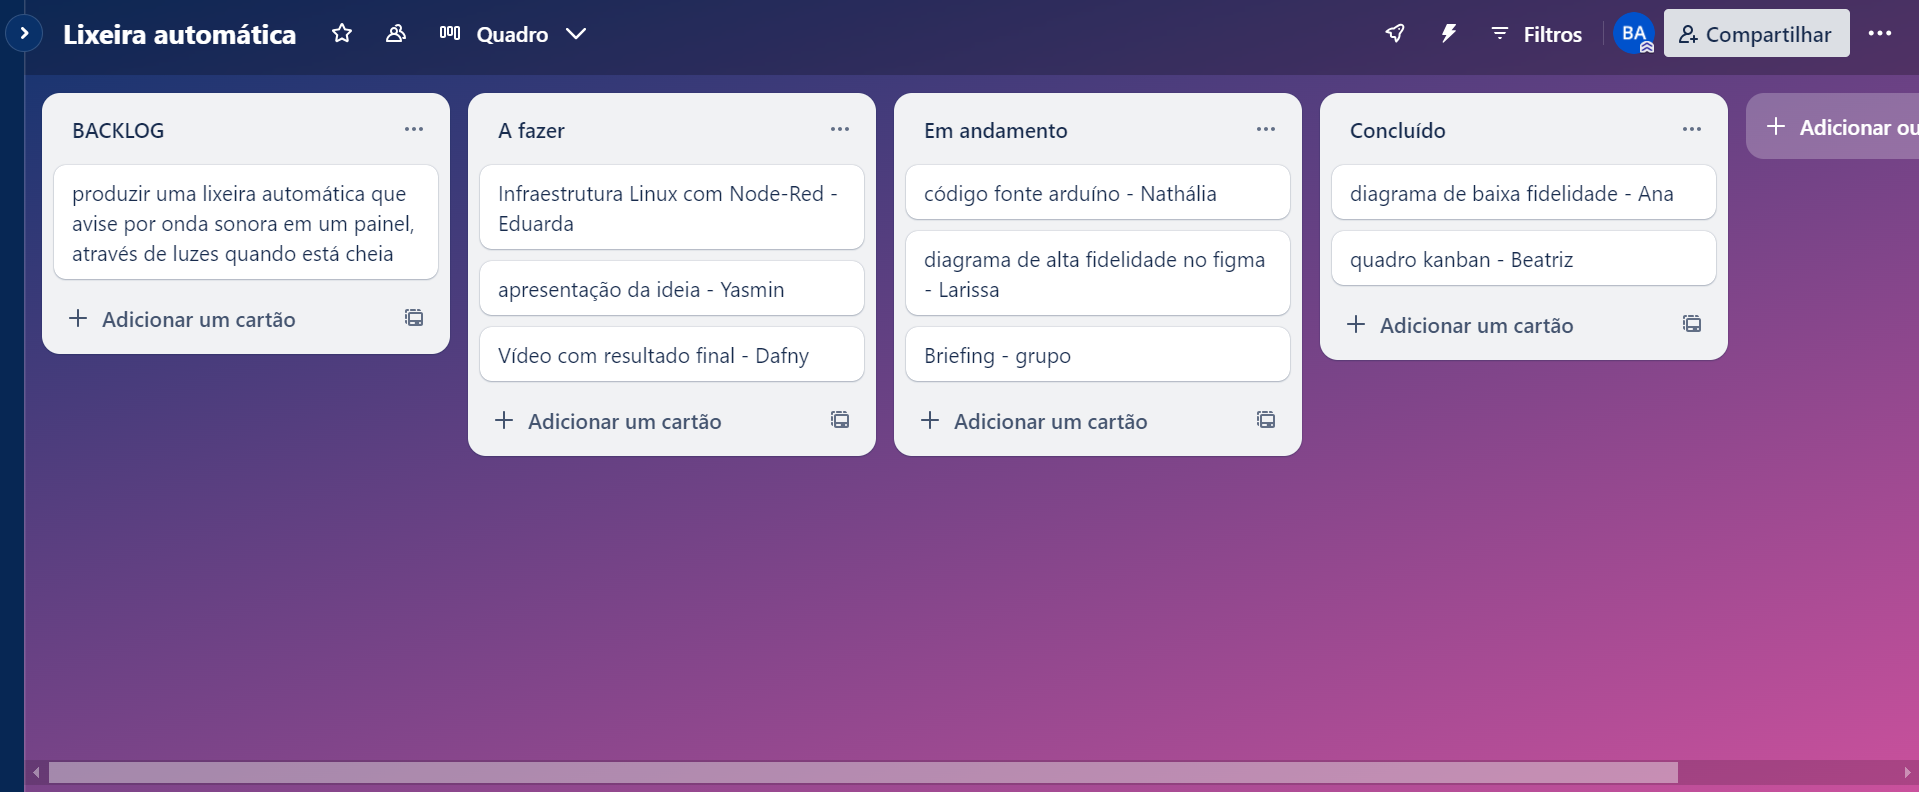 Lixeira automática
Quadro
Filtros
BA
Compartilhar
BACKLOG
produzir uma lixeira automática que
avise por onda sonora em um painel,
através de luzes quando está cheia
Adicionar um cartão
A fazer
Infraestrutura Linux com Node-Red -
Eduarda
apresentação da ideia - Yasmin
Vídeo com resultado final - Dafny
Adicionar um cartão
Em andamento
código fonte arduíno - Nathália
diagrama de alta fidelidade no figma
- Larissa
Briefing - grupo
Adicionar um cartão
Concluído
diagrama de baixa fidelidade - Ana
quadro kanban - Beatriz
Adicionar um cartão
Adicionar ou